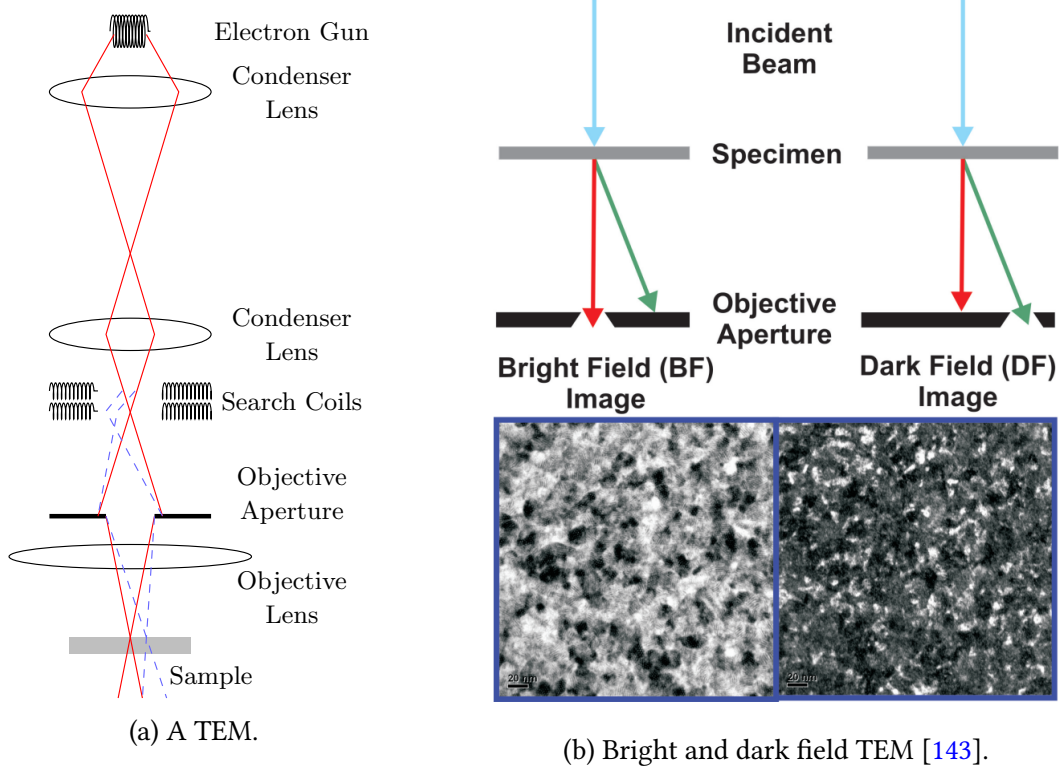 Electron Gun
Condenser
Lens
Condenser
Lens
Search Coils
Objective
Aperture
Objective
Lens
Sample
(a) A TEM.
Incident
Beam
Specimen
Objective
Aperture
Bright Field (BF)
Image
Dark Field (DF)
Image
20 nm
20 nm
(b) Bright and dark field TEM [143].